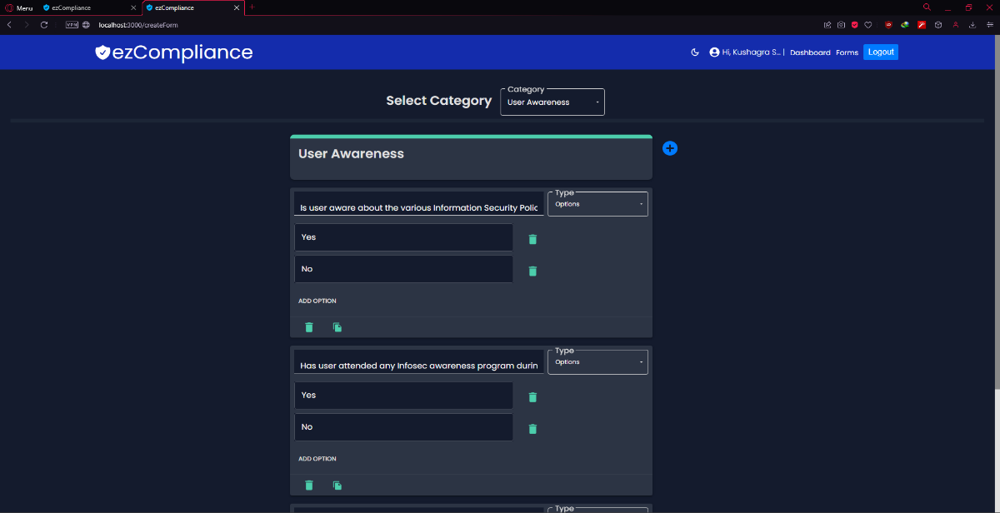 Menu
ezCompliance
ezCompliance
VPN
localhost:3000/createForm
ezCompliance
Hi, Kushagra S... |
Dashboard
Forms
Logout
Select Category
Category
User Awareness
User Awareness
Is user aware about the various Information Security Polic
Type
Options
Yes
No
ADD OPTION
Has user attended any Infosec awareness program durin
Type
Options
Yes
No
ADD OPTION
Type